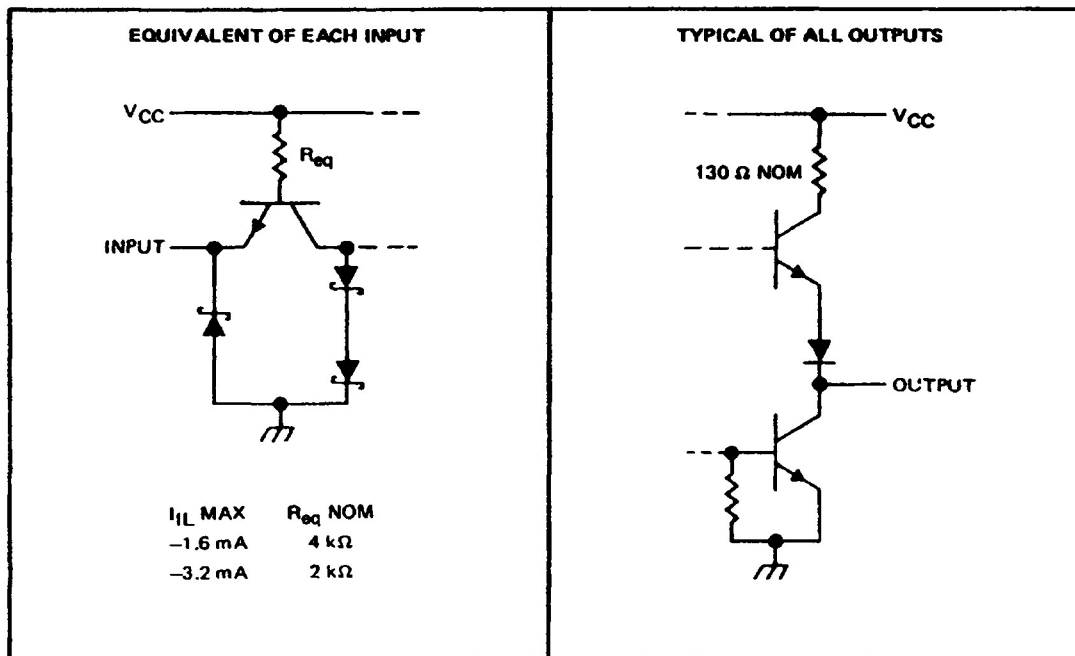 EQUIVALENT OF EACH INPUT
VCC
Req
INPUT
IIL MAX Req NOM
−1.6 mA 4 kΩ
−3.2 mA 2 kΩ
TYPICAL OF ALL OUTPUTS
VCC
130 Ω NOM
OUTPUT